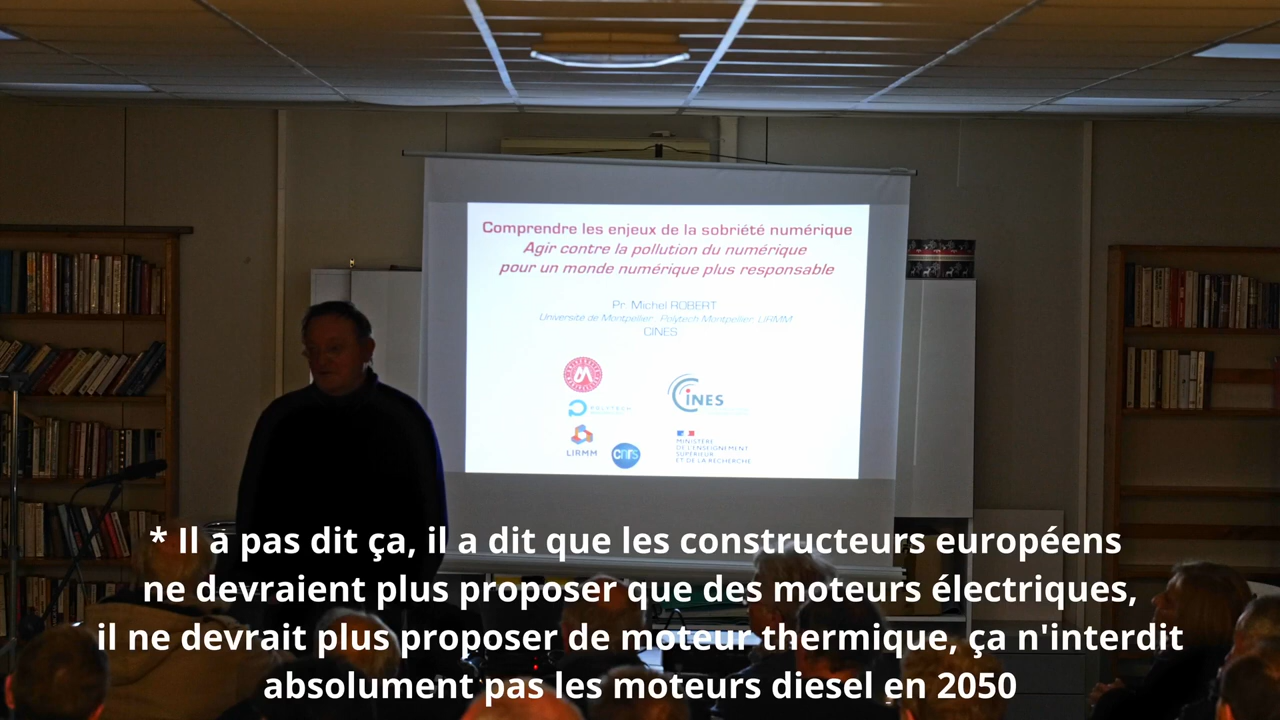 Comprendre les enjeux de la sobriété numérique
Agir contre la pollution du numérique
pour un monde numérique plus responsable
Pr. Michel ROBERT
Université de Montpellier, Polytech Montpellier, LIRMM
CINES
CINES
POLYTECH
LIRMM
cnrs
MINISTÈRE
DE L'ENSEIGNEMENT
SUPÉRIEUR
ET DE LA RECHERCHE
* Il a pas dit ça, il a dit que les constructeurs européens
ne devraient plus proposer que des moteurs électriques,
il ne devrait plus proposer de moteur thermique, ça n'interdit
absolument pas les moteurs diesel en 2050